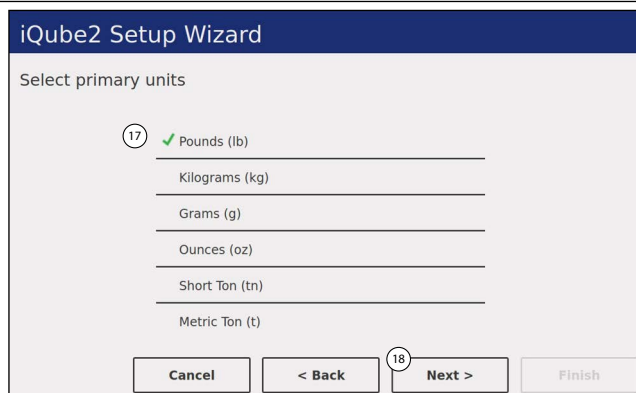 iQube2 Setup Wizard
Select primary units
17 Pounds (lb)
Kilograms (kg)
Grams (g)
Ounces (oz)
Short Ton (tn)
Metric Ton (t)
18
Cancel < Back Next > Finish